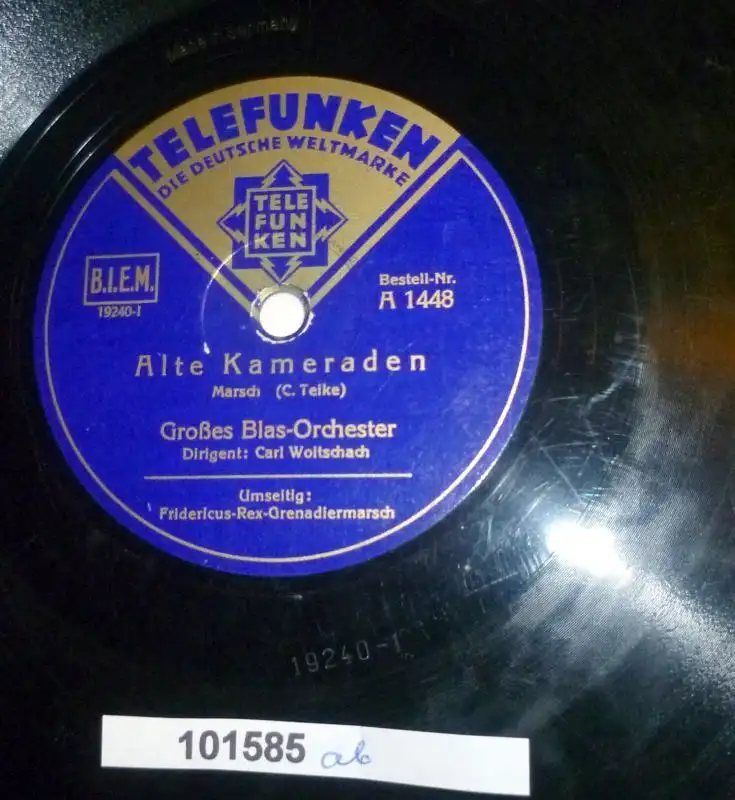 Made in Germany
TELEFUNKEN
DIE DEUTSCHE WELTMARKE
TELE
FUN
KEN
B.I.E.M.
19240-I
Bestell-Nr.
A 1448
Alte Kameraden
Marsch (C. Teike)
Großes Blas-Orchester
Dirigent: Carl Woitschach
Umseitig:
Fridericus-Rex-Grenadiermarsch
19240-I
101585 ab